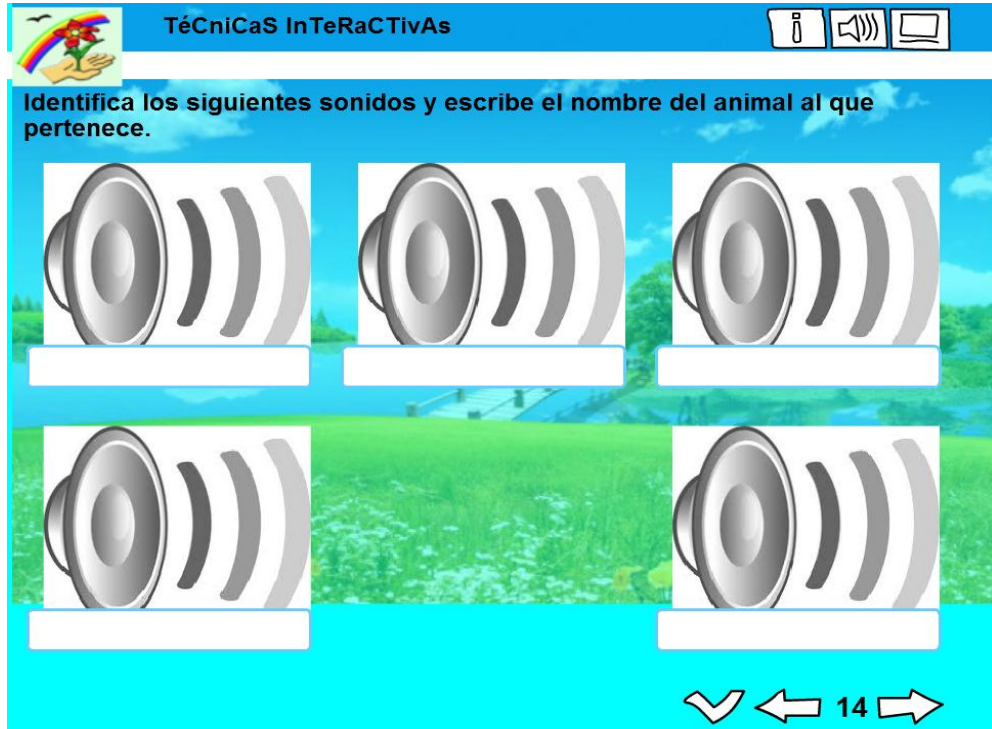 TéCniCaS InTeRaCTivAs
Identifica los siguientes sonidos y escribe el nombre del animal al que
pertenece.
14